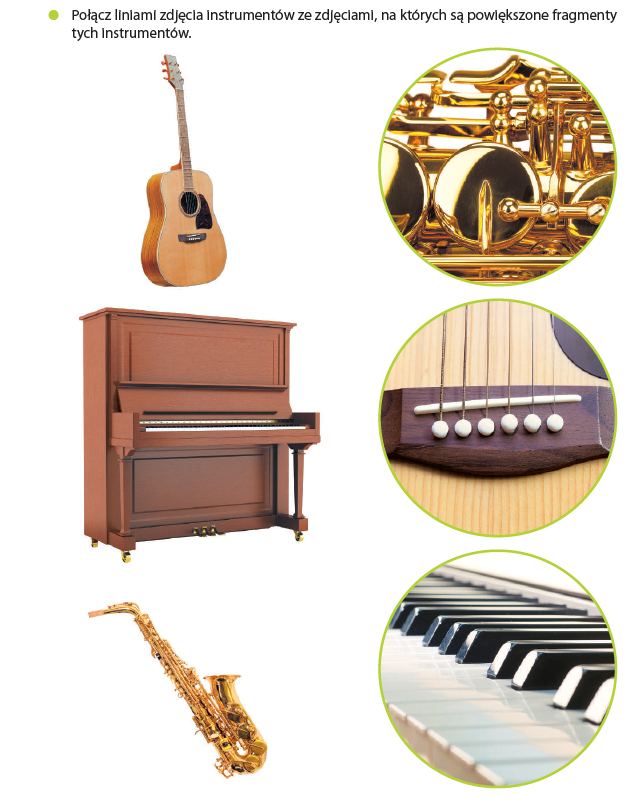 Połącz liniami zdjęcia instrumentów ze zdjęciami, na których są powiększone fragmenty
tych instrumentów.